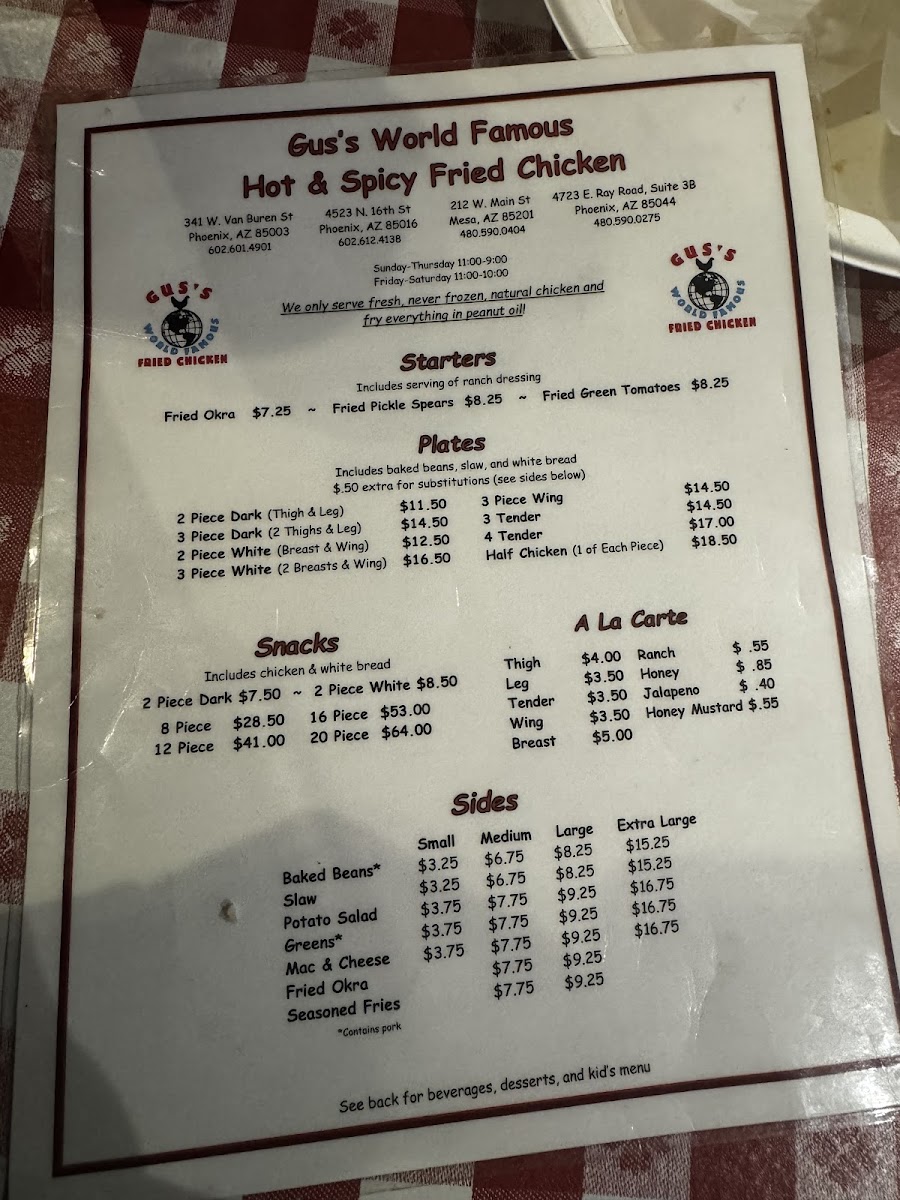 Gus's World Famous
Hot & Spicy Fried Chicken
341 W. Van Buren St 4523 N. 16th St 212 W. Main St 4723 E. Ray Road, Suite 3B
Phoenix, AZ 85003 Phoenix, AZ 85016 Mesa, AZ 85201 Phoenix, AZ 85044
602.601.4901 602.612.4138 480.590.0404 480.590.0275
Sunday-Thursday 11:00-9:00
Friday-Saturday 11:00-10:00
We only serve fresh, never frozen, natural chicken and
fry everything in peanut oil!
GUS'S
WORLD FAMOUS
FRIED CHICKEN
GUS'S
WORLD FAMOUS
FRIED CHICKEN
Starters
Includes serving of ranch dressing
Fried Okra $7.25 ~ Fried Pickle Spears $8.25 ~ Fried Green Tomatoes $8.25
Plates
Includes baked beans, slaw, and white bread
$.50 extra for substitutions (see sides below)
2 Piece Dark (Thigh & Leg) $11.50 3 Piece Wing $14.50
3 Piece Dark (2 Thighs & Leg) $14.50 3 Tender $14.50
2 Piece White (Breast & Wing) $12.50 4 Tender $17.00
3 Piece White (2 Breasts & Wing) $16.50 Half Chicken (1 of Each Piece) $18.50
Snacks
Includes chicken & white bread
2 Piece Dark $7.50 ~ 2 Piece White $8.50
8 Piece $28.50 16 Piece $53.00
12 Piece $41.00 20 Piece $64.00
A La Carte
Thigh $4.00 Ranch $ .55
Leg $3.50 Honey $ .85
Tender $3.50 Jalapeno $ .40
Wing $3.50 Honey Mustard $.55
Breast $5.00
Sides
Small Medium Large Extra Large
Baked Beans* $3.25 $6.75 $8.25 $15.25
Slaw $3.25 $6.75 $8.25 $15.25
Potato Salad $3.75 $7.75 $9.25 $16.75
Greens* $3.75 $7.75 $9.25 $16.75
Mac & Cheese $3.75 $7.75 $9.25 $16.75
Fried Okra $7.75 $9.25
Seasoned Fries $7.75 $9.25
*Contains pork
See back for beverages, desserts, and kid's menu